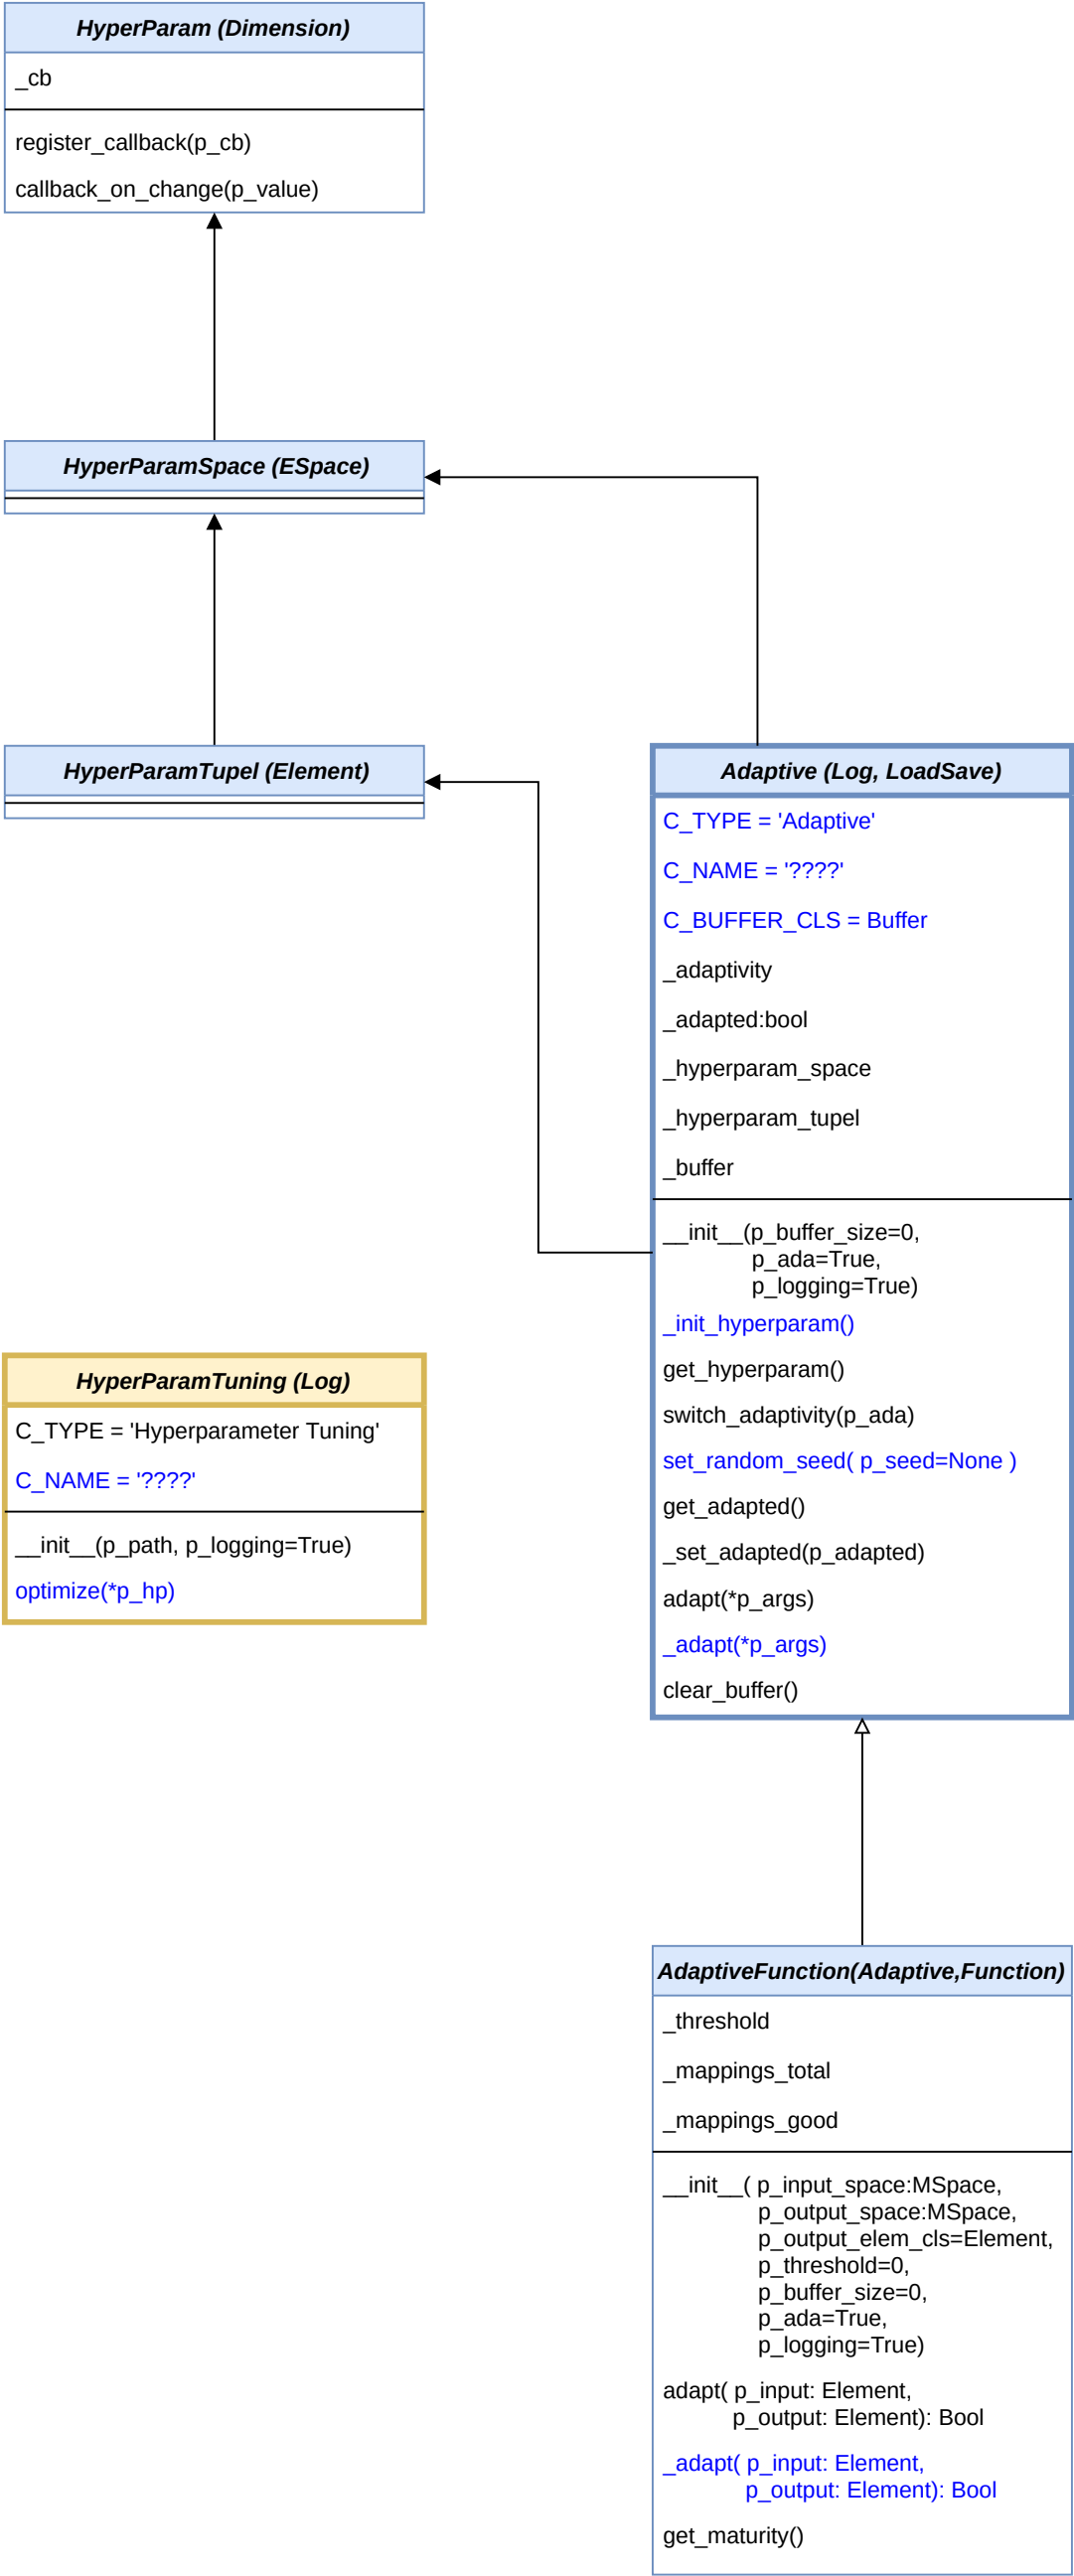 HyperParam (Dimension)
_cb
register_callback(p_cb)
callback_on_change(p_value)
HyperParamSpace (ESpace)
HyperParamTupel (Element)
Adaptive (Log, LoadSave)
C_TYPE = 'Adaptive'
C_NAME = '????'
C_BUFFER_CLS = Buffer
_adaptivity
_adapted:bool
_hyperparam_space
_hyperparam_tupel
_buffer
__init__(p_buffer_size=0,
p_ada=True,
p_logging=True)
_init_hyperparam()
get_hyperparam()
switch_adaptivity(p_ada)
set_random_seed( p_seed=None )
get_adapted()
_set_adapted(p_adapted)
adapt(*p_args)
_adapt(*p_args)
clear_buffer()
HyperParamTuning (Log)
C_TYPE = 'Hyperparameter Tuning'
C_NAME = '????'
__init__(p_path, p_logging=True)
optimize(*p_hp)
AdaptiveFunction(Adaptive,Function)
_threshold
_mappings_total
_mappings_good
__init__( p_input_space:MSpace,
p_output_space:MSpace,
p_output_elem_cls=Element,
p_threshold=0,
p_buffer_size=0,
p_ada=True,
p_logging=True)
adapt( p_input: Element,
p_output: Element): Bool
_adapt( p_input: Element,
p_output: Element): Bool
get_maturity()